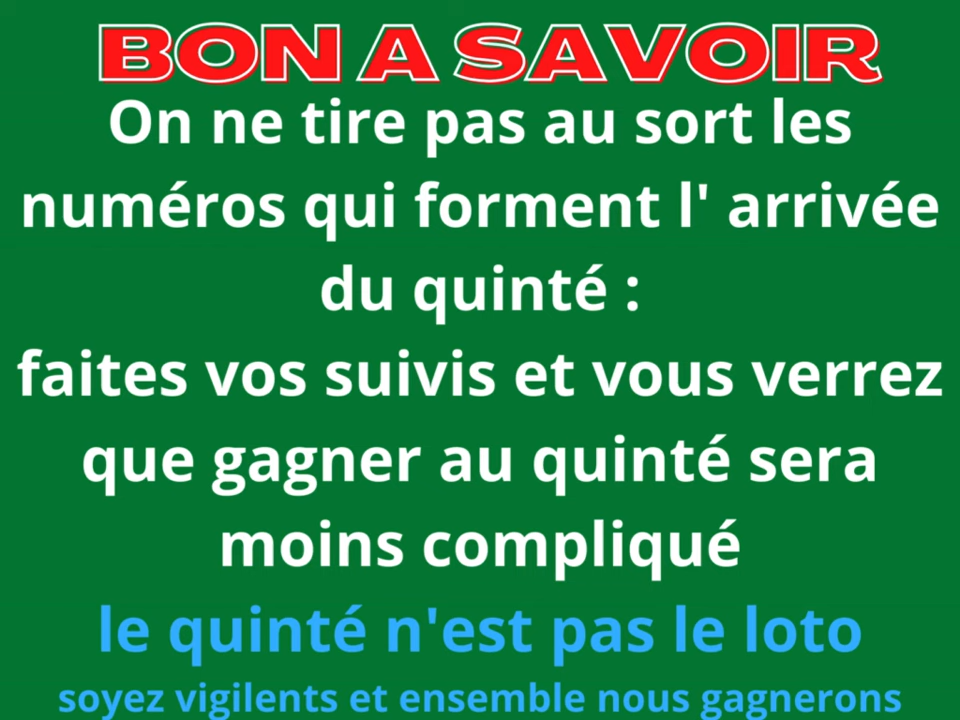 BON A SAVOIR
On ne tire pas au sort les
numéros qui forment l' arrivée
du quinté :
faites vos suivis et vous verrez
que gagner au quinté sera
moins compliqué
le quinté n'est pas le loto
soyez vigilents et ensemble nous gagnerons